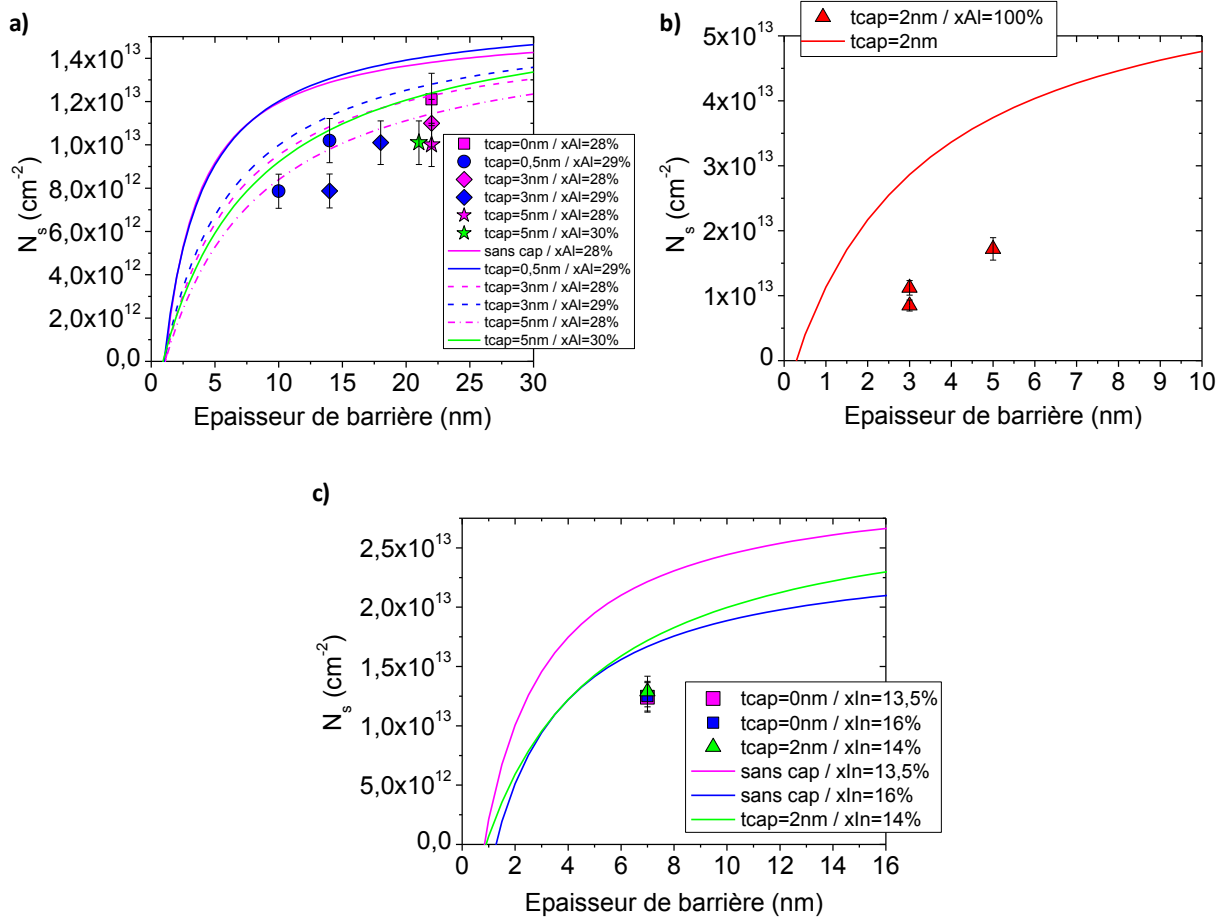 a)
1,4x10^13
1,2x10^13
1,0x10^13
8,0x10^12
6,0x10^12
4,0x10^12
2,0x10^12
0,0
N_s (cm^-2)
0 5 10 15 20 25 30
Epaisseur de barrière (nm)
tcap=0nm / xAl=28%
tcap=0,5nm / xAl=29%
tcap=3nm / xAl=28%
tcap=3nm / xAl=29%
tcap=5nm / xAl=28%
tcap=5nm / xAl=30%
sans cap / xAl=28%
tcap=0,5nm / xAl=29%
tcap=3nm / xAl=28%
tcap=3nm / xAl=29%
tcap=5nm / xAl=28%
tcap=5nm / xAl=30%
b)
tcap=2nm / xAl=100%
tcap=2nm
5x10^13
4x10^13
3x10^13
2x10^13
1x10^13
0
N_s (cm^-2)
0 1 2 3 4 5 6 7 8 9 10
Epaisseur de barrière (nm)
c)
2,5x10^13
2,0x10^13
1,5x10^13
1,0x10^13
5,0x10^12
0,0
N_s (cm^-2)
0 2 4 6 8 10 12 14 16
Epaisseur de barrière (nm)
tcap=0nm / xIn=13,5%
tcap=0nm / xIn=16%
tcap=2nm / xIn=14%
sans cap / xIn=13,5%
sans cap / xIn=16%
tcap=2nm / xIn=14%